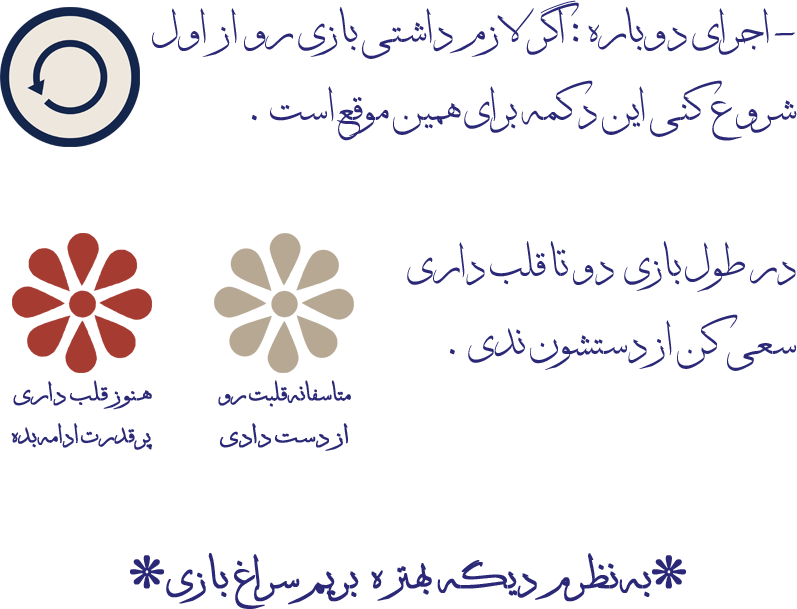 - اجرای دوباره : اگر لازم داشتی بازی رو از اول
شروع کنی این دکمه برای همین موقع است .
در طول بازی دو تا قلب داری
سعی کن از دستشون ندی .
متاسفانه قلبت رو
از دست دادی
هنوز قلب داری
پر قدرت ادامه بده
❋به نظرم دیگه بهتره بریم سراغ بازی❋